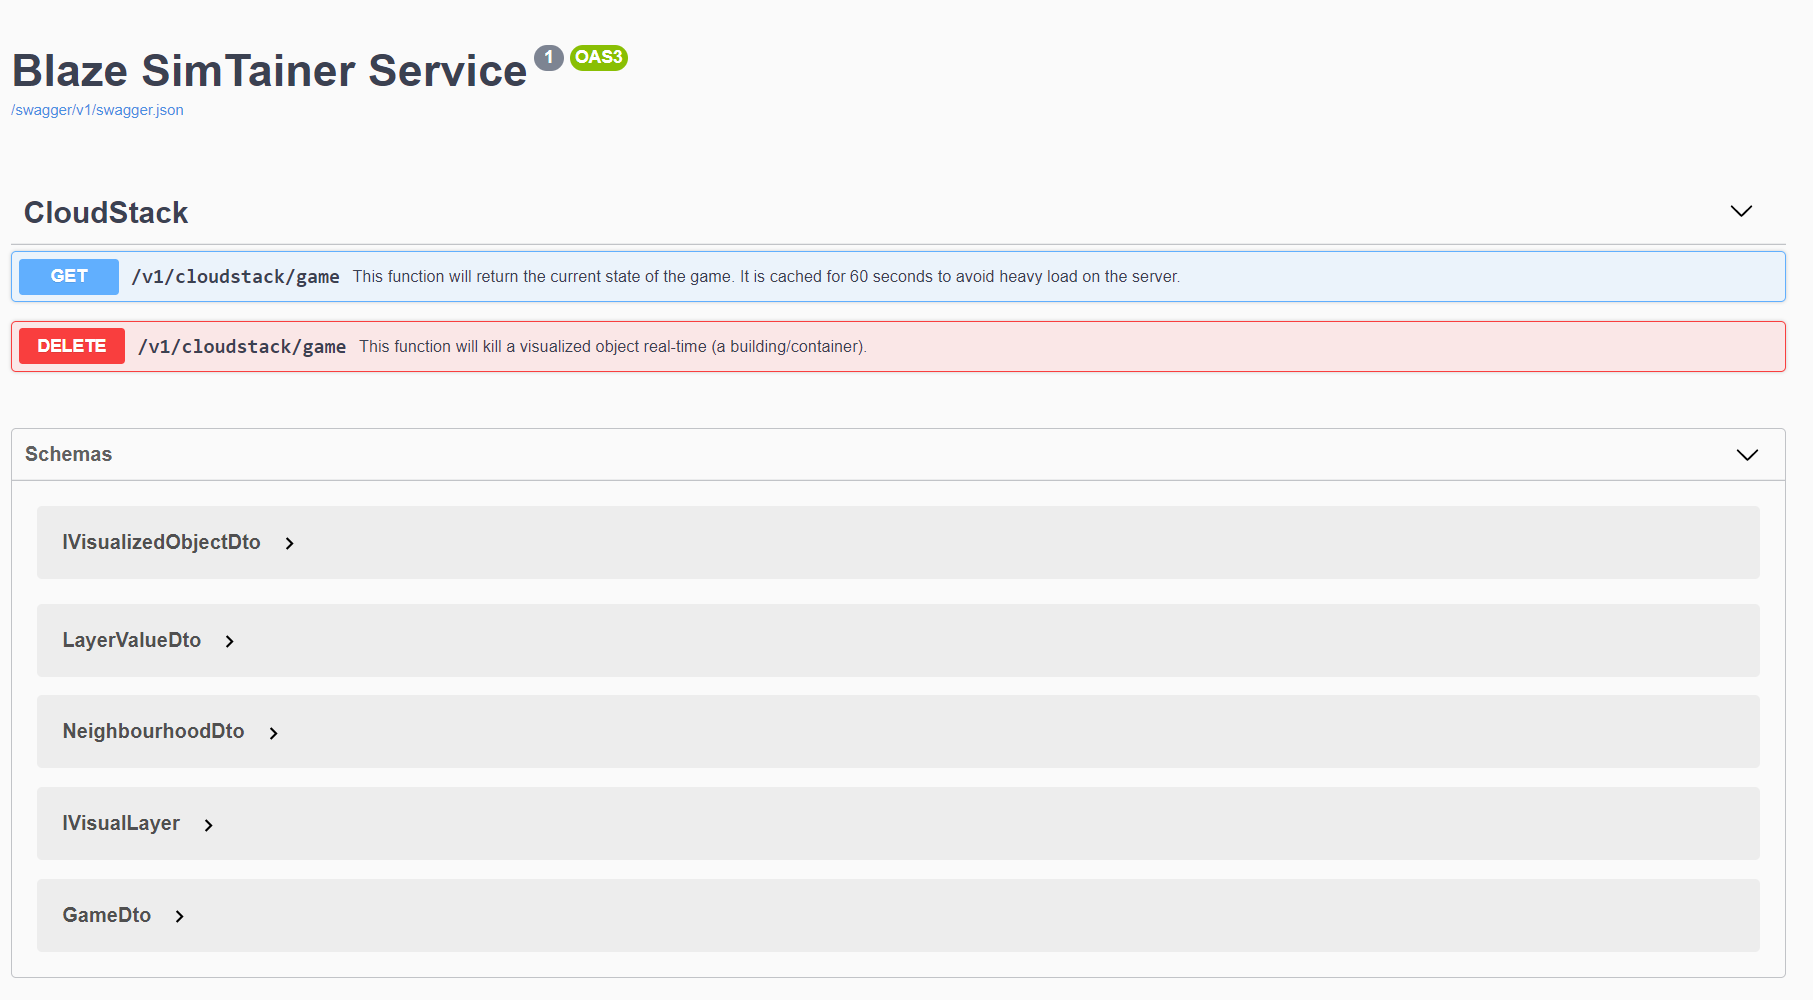 Blaze SimTainer Service 1 OAS3
/swagger/v1/swagger.json
CloudStack
GET /v1/cloudstack/game This function will return the current state of the game. It is cached for 60 seconds to avoid heavy load on the server.
DELETE /v1/cloudstack/game This function will kill a visualized object real-time (a building/container).
Schemas
IVisualizedObjectDto
LayerValueDto
NeighbourhoodDto
IVisualLayer
GameDto